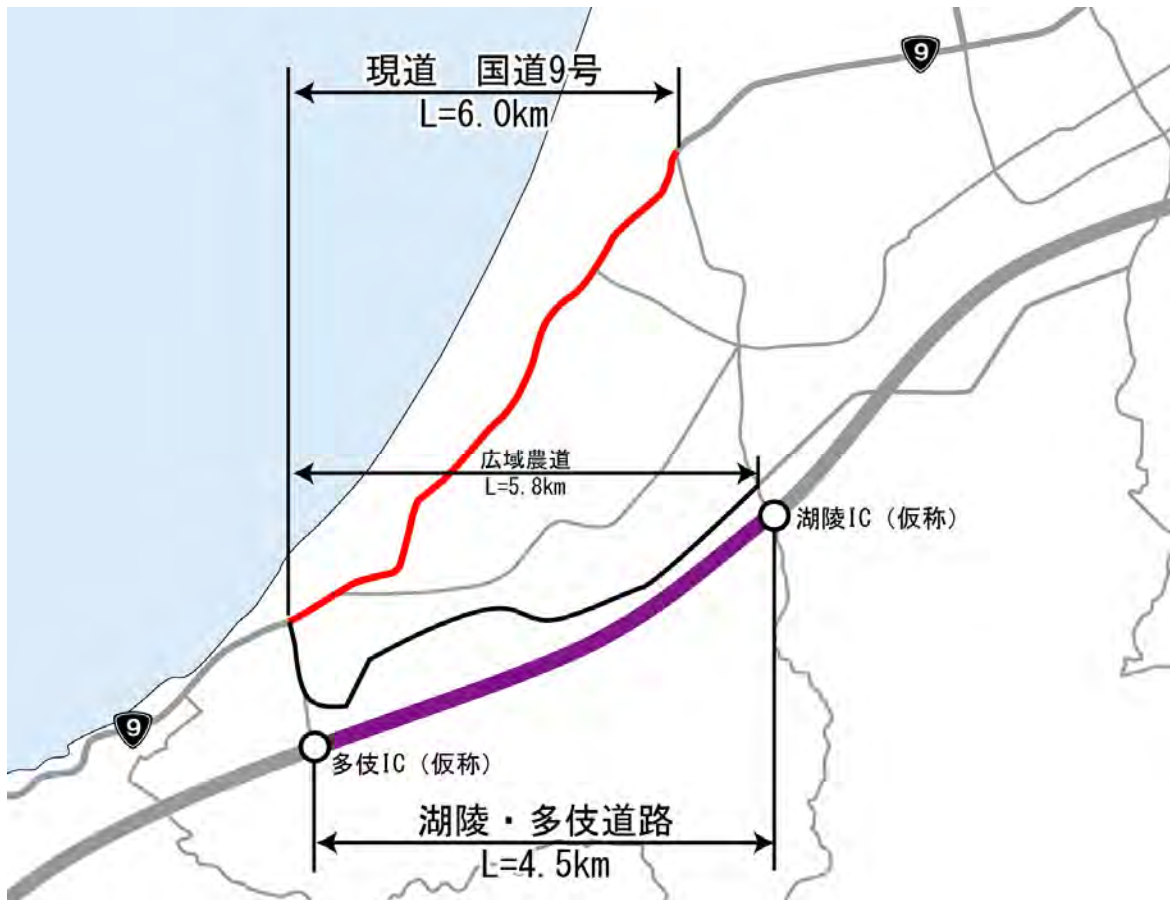 9
現道 国道9号
L=6.0km
広域農道
L=5.8km
湖陵IC(仮称)
9
多伎IC(仮称)
湖陵・多伎道路
L=4.5km